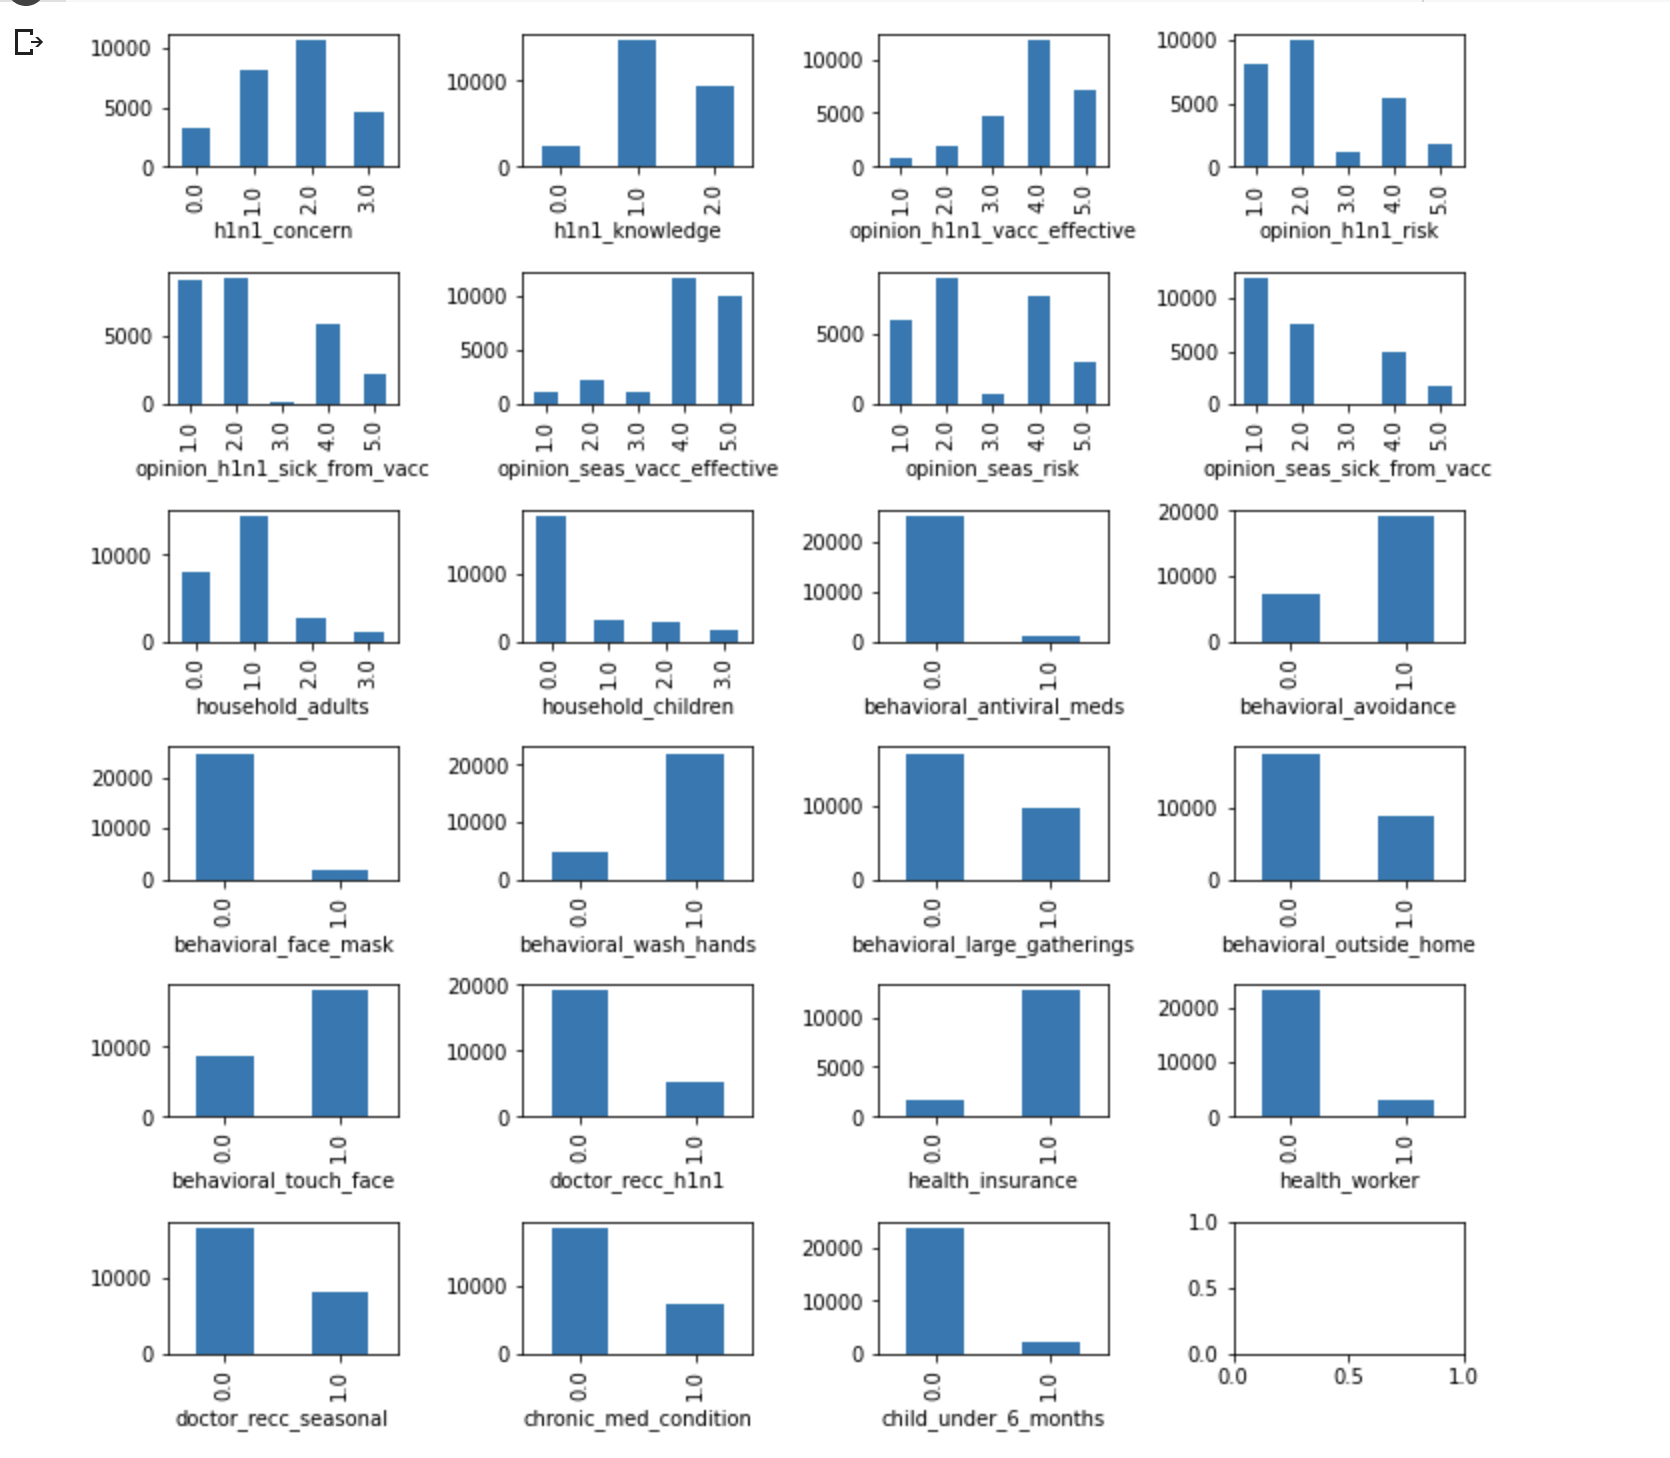 10000
5000
0
0.0 1.0 2.0 3.0
h1n1_concern
10000
0
0.0 1.0 2.0
h1n1_knowledge
10000
5000
0
1.0 2.0 3.0 4.0 5.0
opinion_h1n1_vacc_effective
10000
5000
0
1.0 2.0 3.0 4.0 5.0
opinion_h1n1_risk
5000
0
1.0 2.0 3.0 4.0 5.0
opinion_h1n1_sick_from_vacc
10000
5000
0
1.0 2.0 3.0 4.0 5.0
opinion_seas_vacc_effective
5000
0
1.0 2.0 3.0 4.0 5.0
opinion_seas_risk
10000
5000
0
1.0 2.0 3.0 4.0 5.0
opinion_seas_sick_from_vacc
10000
0
0.0 1.0 2.0 3.0
household_adults
10000
0
0.0 1.0 2.0 3.0
household_children
20000
10000
0
0.0 1.0
behavioral_antiviral_meds
20000
10000
0
0.0 1.0
behavioral_avoidance
20000
10000
0
0.0 1.0
behavioral_face_mask
20000
10000
0
0.0 1.0
behavioral_wash_hands
10000
0
0.0 1.0
behavioral_large_gatherings
10000
0
0.0 1.0
behavioral_outside_home
10000
0
0.0 1.0
behavioral_touch_face
20000
10000
0
0.0 1.0
doctor_recc_h1n1
10000
5000
0
0.0 1.0
health_insurance
20000
10000
0
0.0 1.0
health_worker
10000
0
0.0 1.0
doctor_recc_seasonal
10000
0
0.0 1.0
chronic_med_condition
20000
10000
0
0.0 1.0
child_under_6_months
1.0
0.5
0.0
0.0 0.5 1.0